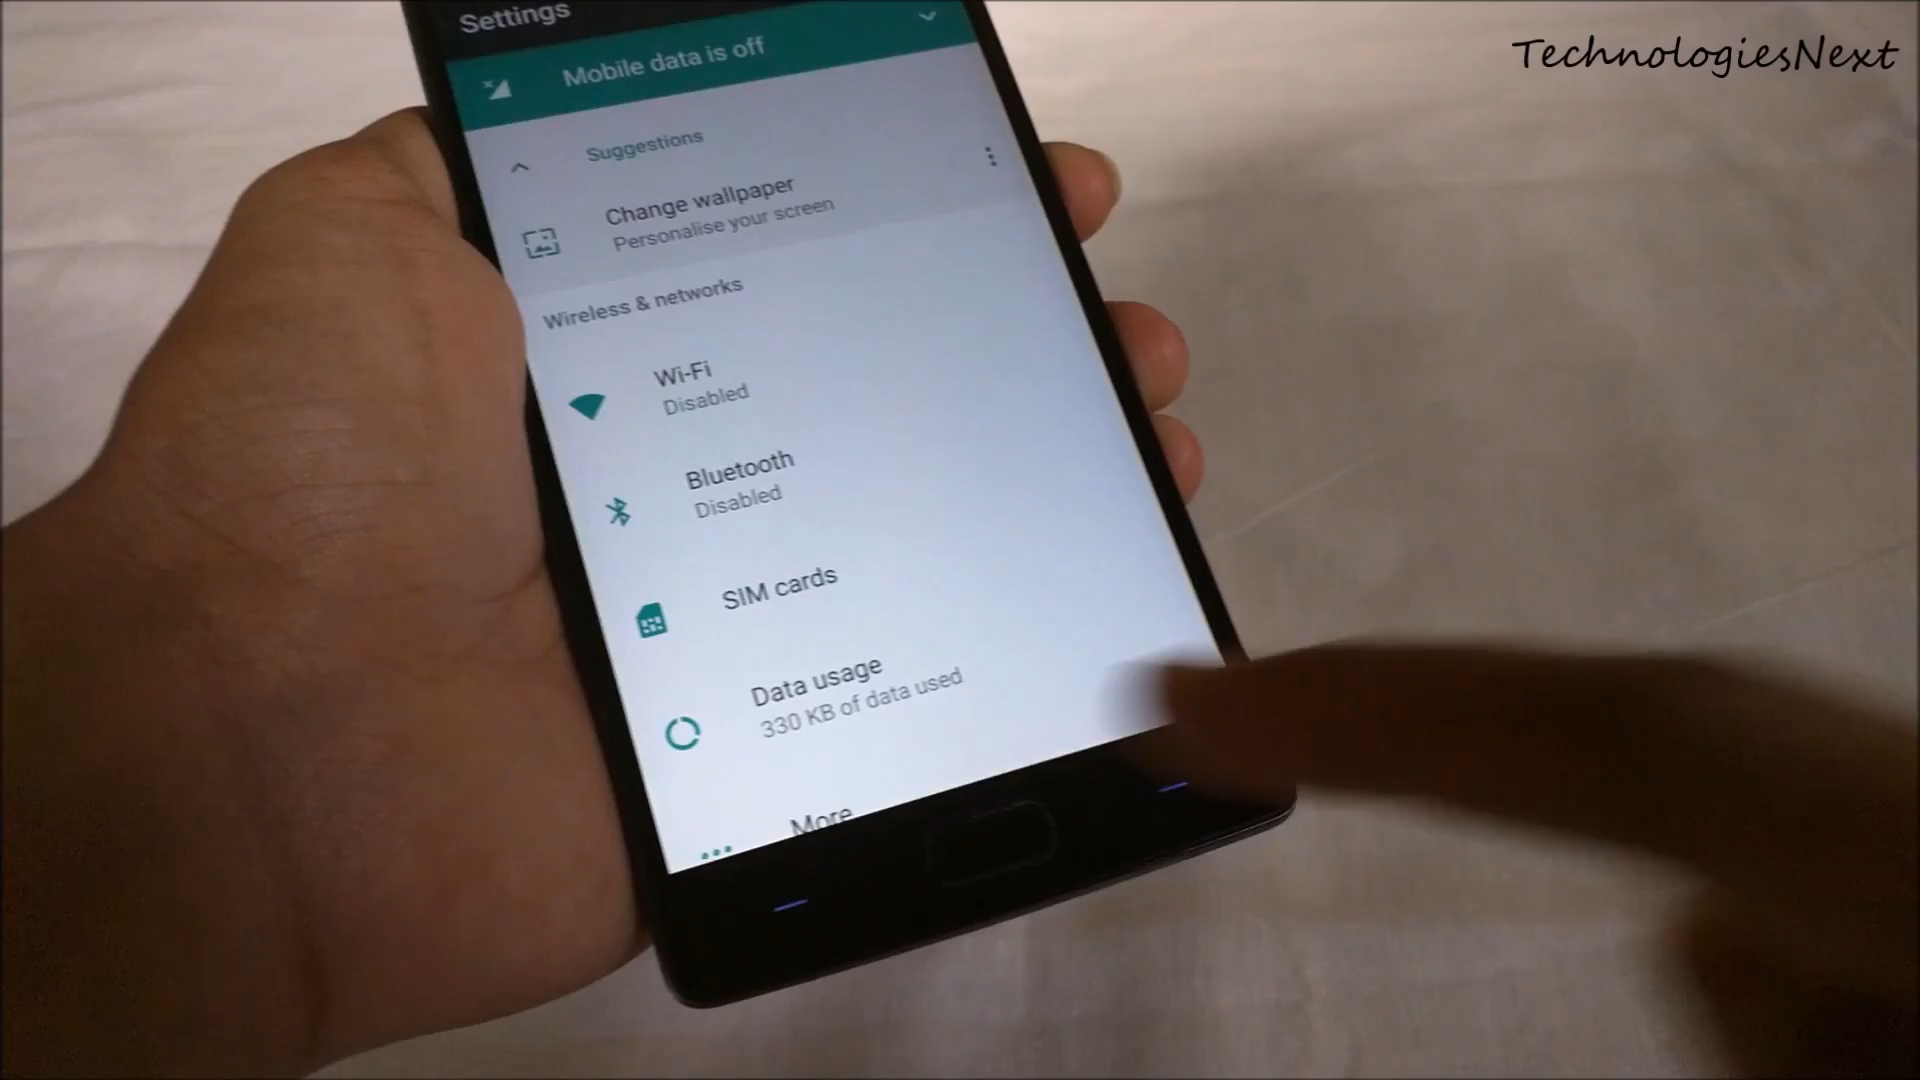 TechnologiesNext
Settings
Mobile data is off
Suggestions
Change wallpaper
Personalise your screen
Wireless & networks
Wi-Fi
Disabled
Bluetooth
Disabled
SIM cards
Data usage
330 KB of data used
More